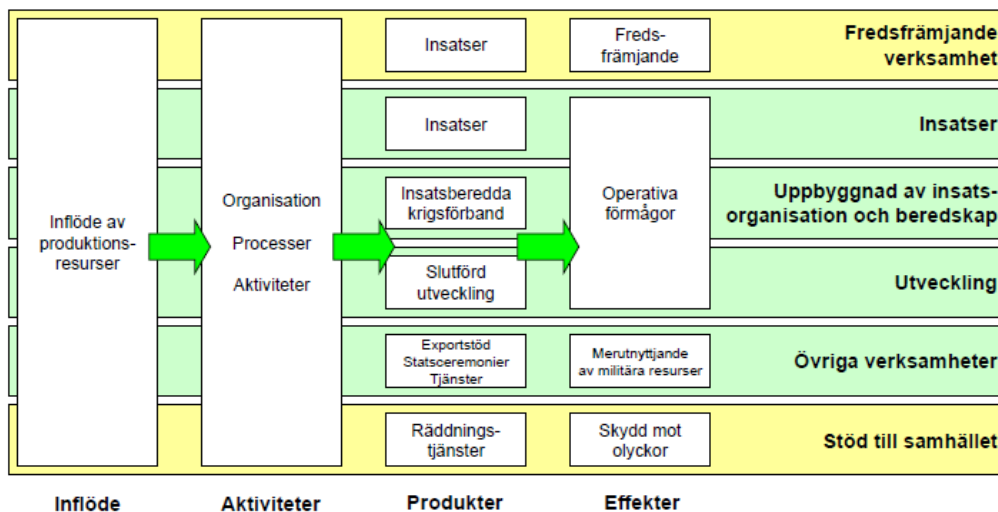 Insatser
Freds-
främjande
Fredsfrämjande
verksamhet
Insatser
Insatser
Inflöde av
produktions-
resurser
Organisation
Processer
Aktiviteter
Insatsberedda
krigsförband
Operativa
förmågor
Uppbyggnad av insats-
organisation och beredskap
Slutförd
utveckling
Utveckling
Exportstöd
Statsceremonier
Tjänster
Merutnyttjande
av militära resurser
Övriga verksamheter
Räddnings-
tjänster
Skydd mot
olyckor
Stöd till samhället
Inflöde
Aktiviteter
Produkter
Effekter